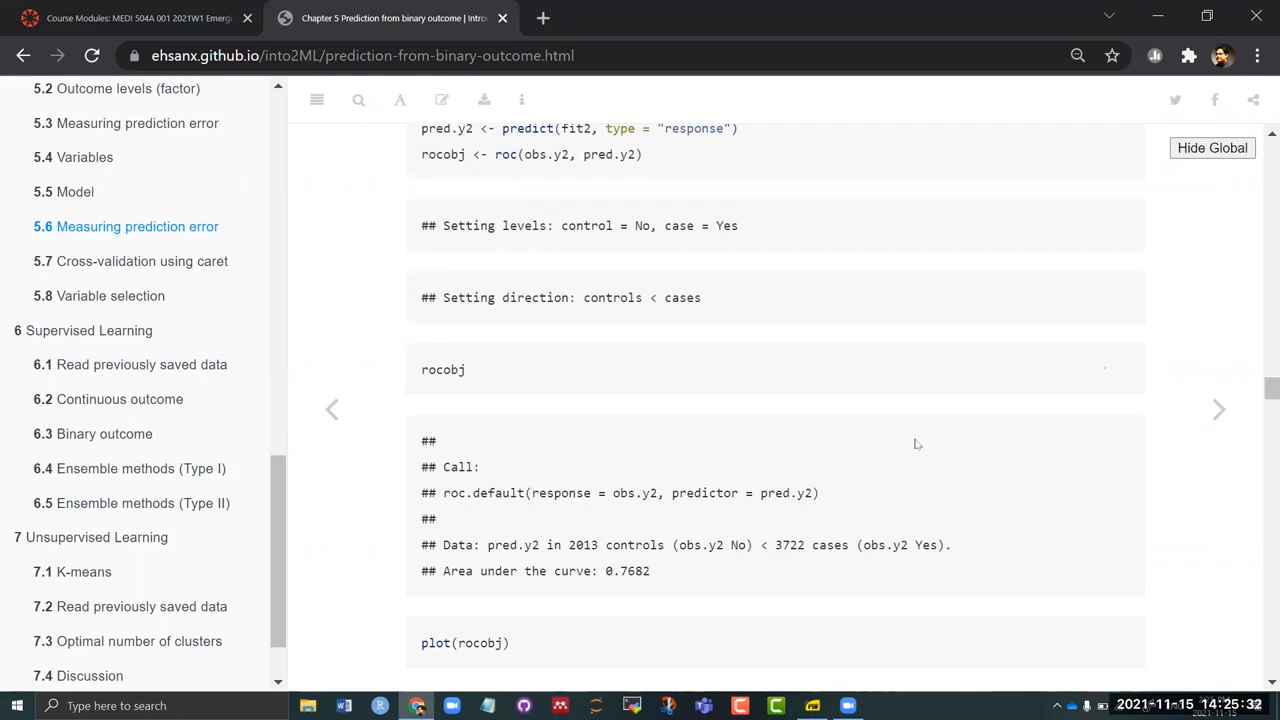 Course Modules: MEDI 504A 001 2021W1 Emergi
Chapter 5 Prediction from binary outcome | Intro
ehsanx.github.io/into2ML/prediction-from-binary-outcome.html
5.2 Outcome levels (factor)
5.3 Measuring prediction error
5.4 Variables
5.5 Model
5.6 Measuring prediction error
5.7 Cross-validation using caret
5.8 Variable selection
6 Supervised Learning
6.1 Read previously saved data
6.2 Continuous outcome
6.3 Binary outcome
6.4 Ensemble methods (Type I)
6.5 Ensemble methods (Type II)
7 Unsupervised Learning
7.1 K-means
7.2 Read previously saved data
7.3 Optimal number of clusters
7.4 Discussion
Hide Global
pred.y2 <- predict(fit2, type = "response")
rocobj <- roc(obs.y2, pred.y2)
## Setting levels: control = No, case = Yes
## Setting direction: controls < cases
rocobj
##
## Call:
## roc.default(response = obs.y2, predictor = pred.y2)
##
## Data: pred.y2 in 2013 controls (obs.y2 No) < 3722 cases (obs.y2 Yes).
## Area under the curve: 0.7682
plot(rocobj)
Type here to search
2021-11-15 14:25:32